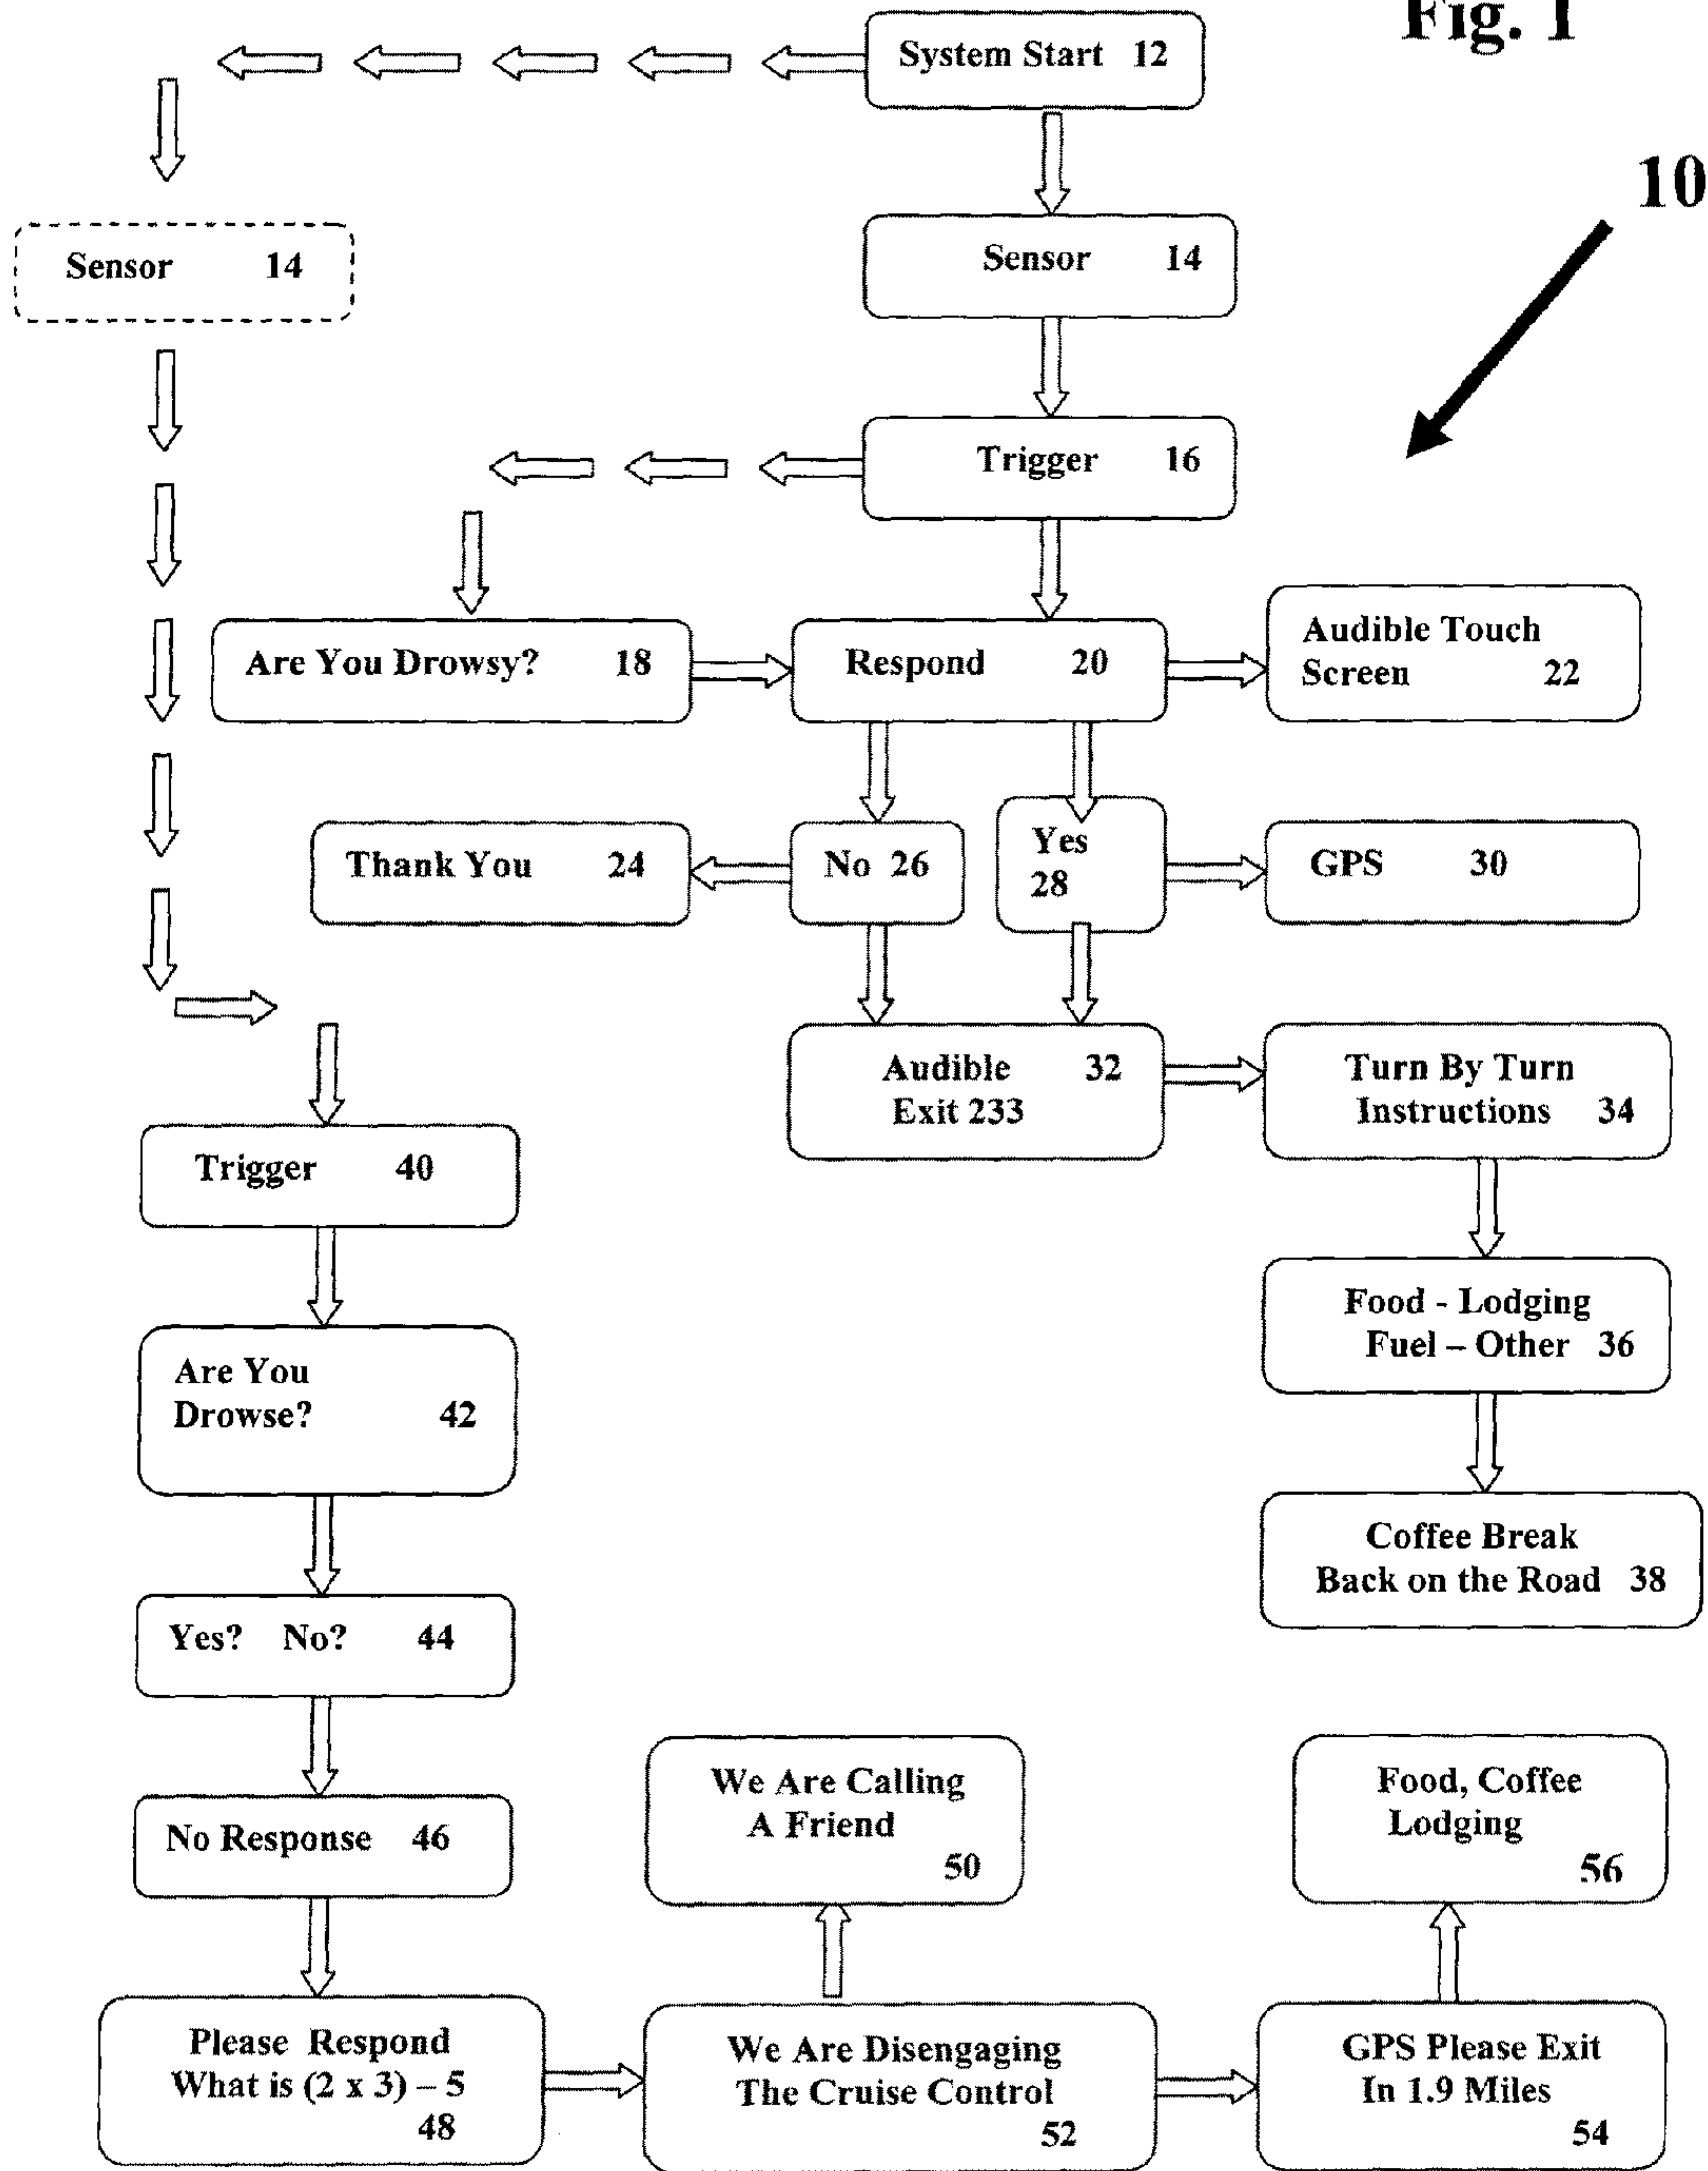 Fig. 1
System Start 12
10
Sensor 14
Sensor 14
Trigger 16
Are You Drowsy? 18
Respond 20
Audible Touch
Screen 22
Thank You 24
No 26
Yes
28
GPS 30
Audible 32
Exit 233
Turn By Turn
Instructions 34
Trigger 40
Food - Lodging
Fuel – Other 36
Are You
Drowse? 42
Coffee Break
Back on the Road 38
Yes? No? 44
No Response 46
We Are Calling
A Friend
50
Food, Coffee
Lodging
56
Please Respond
What is (2 x 3) – 5
48
We Are Disengaging
The Cruise Control
52
GPS Please Exit
In 1.9 Miles
54